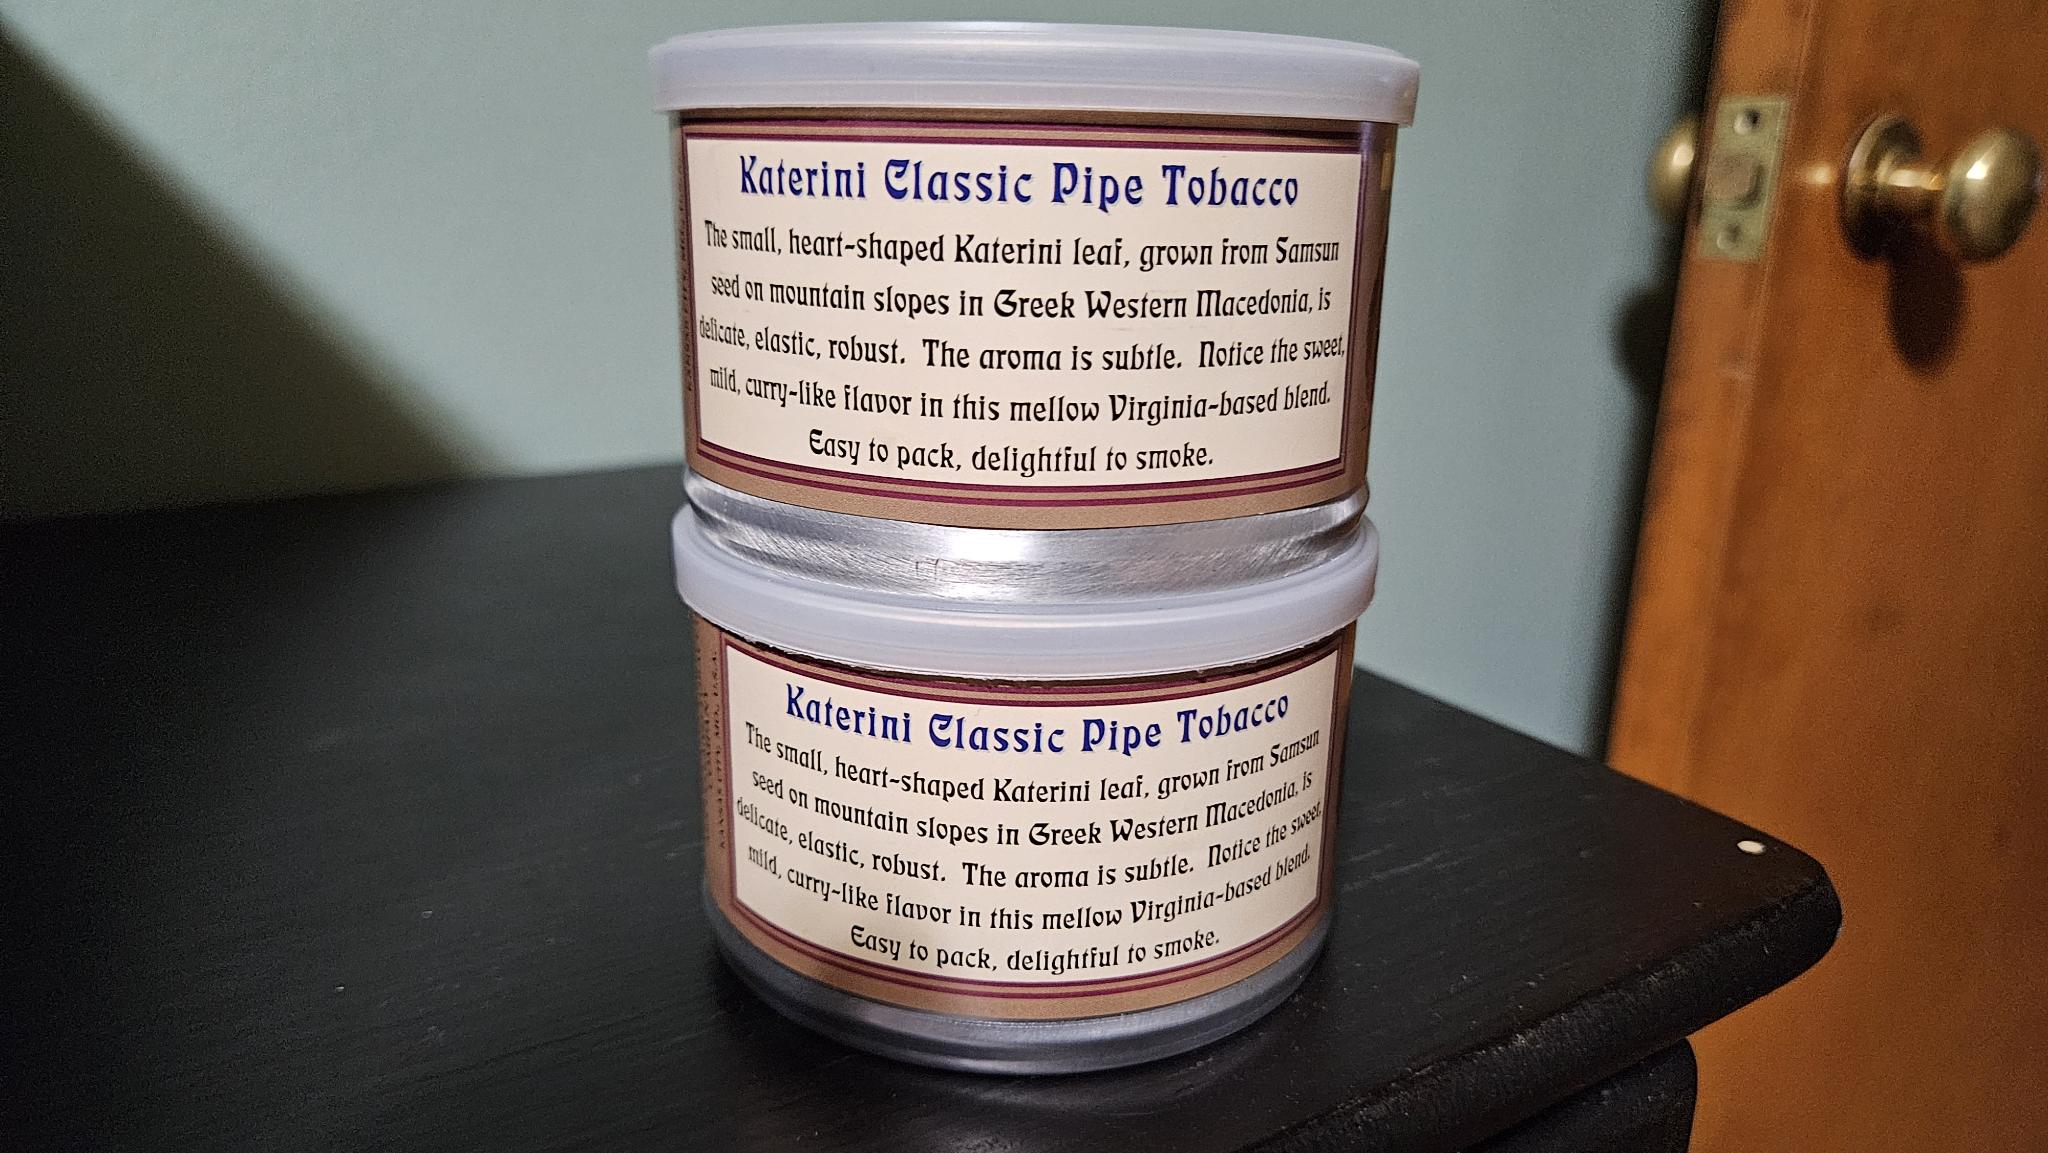 Katerini Classic Pipe Tobacco
The small, heart-shaped Katerini leaf, grown from Samsun
seed on mountain slopes in Greek Western Macedonia, is
delicate, elastic, robust. The aroma is subtle. Notice the sweet,
mild, curry-like flavor in this mellow Virginia-based blend.
Easy to pack, delightful to smoke.
Katerini Classic Pipe Tobacco
The small, heart-shaped Katerini leaf, grown from Samsun
seed on mountain slopes in Greek Western Macedonia, is
delicate, elastic, robust. The aroma is subtle. Notice the sweet,
mild, curry-like flavor in this mellow Virginia-based blend.
Easy to pack, delightful to smoke.
KANSAS CITY, MO., U.S.A.